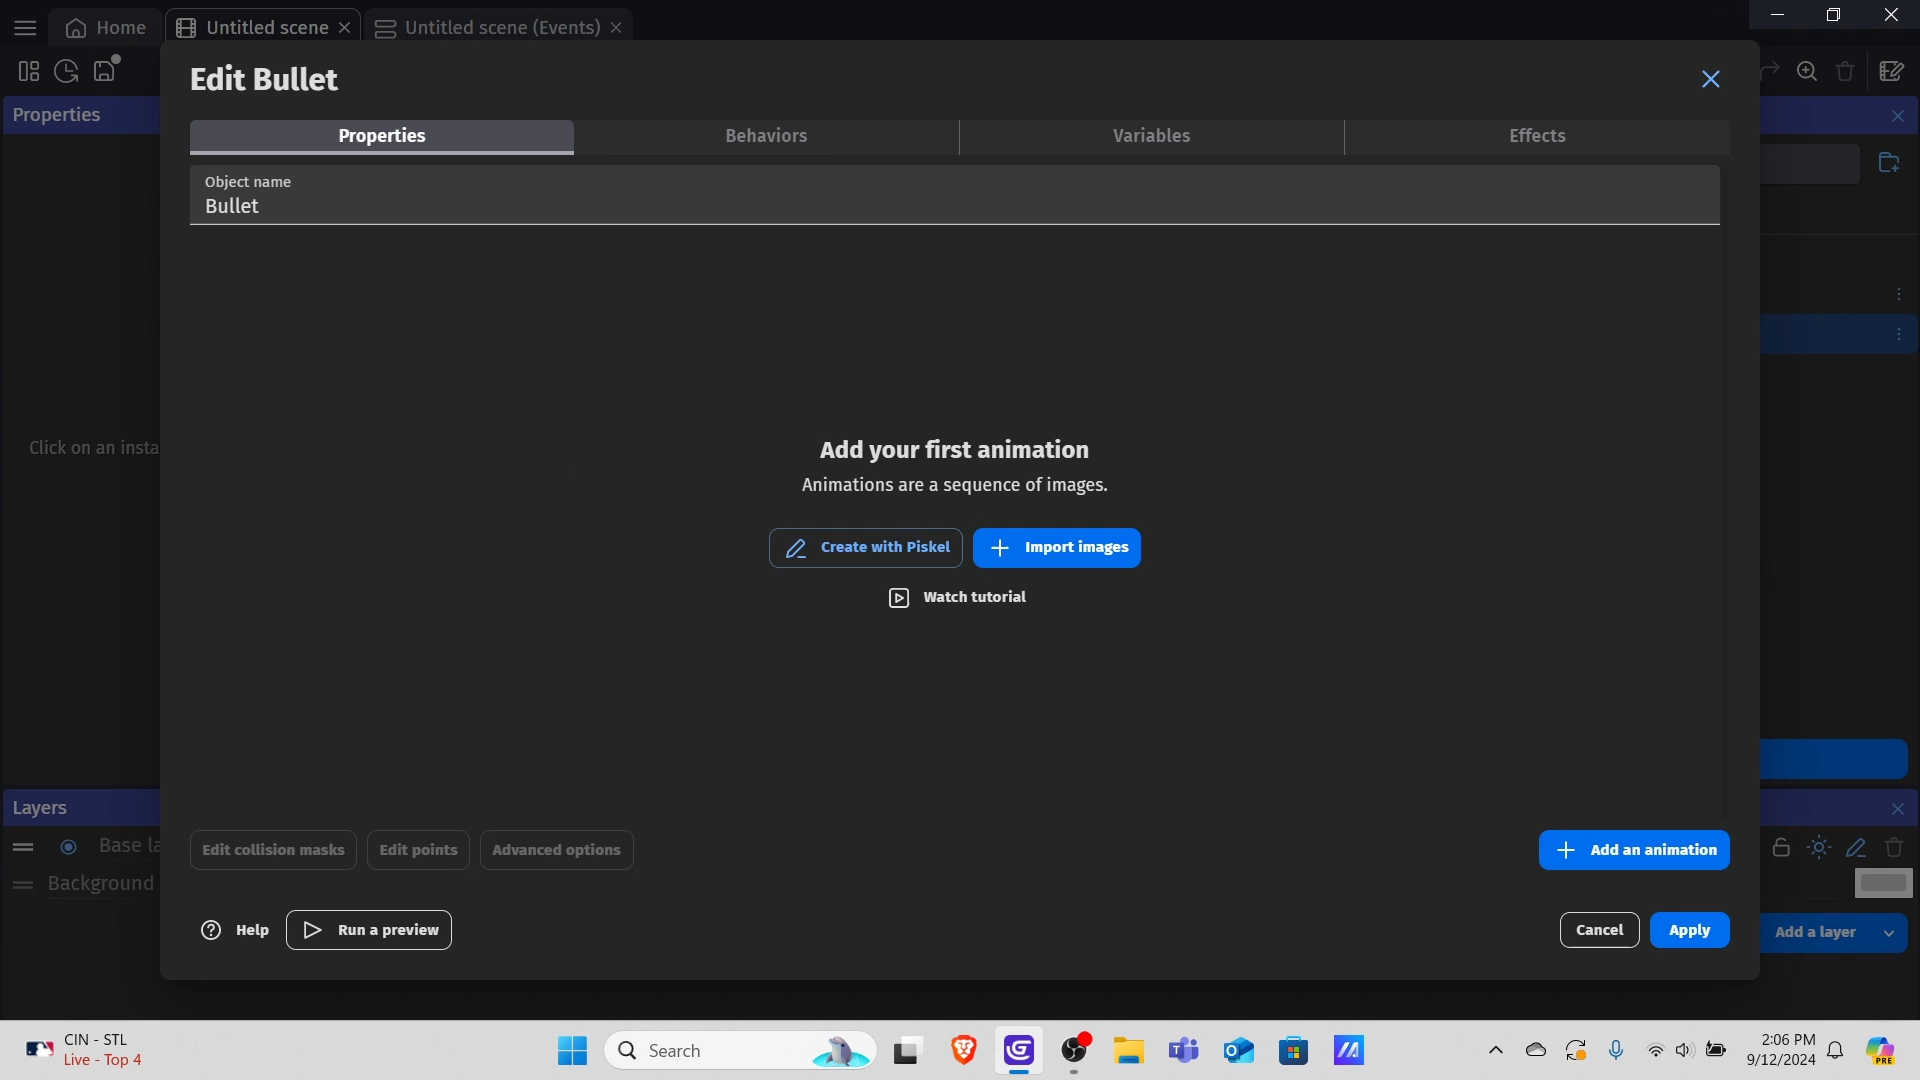 Home
Untitled scene
Untitled scene (Events)
Edit Bullet
Properties
Properties
Behaviors
Variables
Effects
Object name
Bullet
Click on an insta
Add your first animation
Animations are a sequence of images.
Create with Piskel
Import images
Watch tutorial
Layers
Base la
Background
Edit collision masks
Edit points
Advanced options
Add an animation
Help
Run a preview
Cancel
Apply
Add a layer
CIN - STL
Live - Top 4
Search
2:06 PM
9/12/2024
PRE